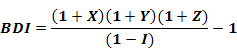 BDI = (1 + X)(1 + Y)(1 + Z) / (1 − I) − 1